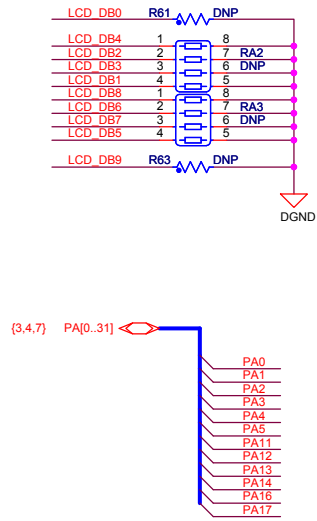 LCD_DB0 R61 DNP
LCD_DB4 1 8
LCD_DB2 2 7 RA2
LCD_DB3 3 6 DNP
LCD_DB1 4 5
LCD_DB8 1 8
LCD_DB6 2 7 RA3
LCD_DB7 3 6 DNP
LCD_DB5 4 5
LCD_DB9 R63 DNP
DGND
{3,4,7} PA[0..31]
PA0
PA1
PA2
PA3
PA4
PA5
PA11
PA12
PA13
PA14
PA16
PA17